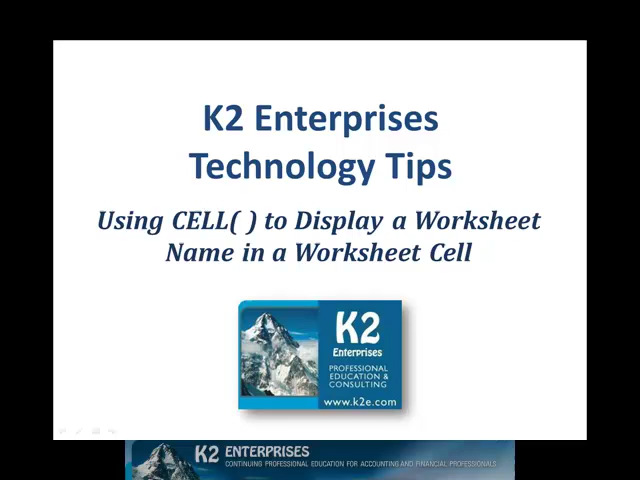 K2 Enterprises
Technology Tips
Using CELL( ) to Display a Worksheet
Name in a Worksheet Cell
K2
Enterprises
PROFESSIONAL
EDUCATION &
CONSULTING
www.k2e.com
K2 ENTERPRISES
CONTINUING PROFESSIONAL EDUCATION FOR ACCOUNTING AND FINANCIAL PROFESSIONALS